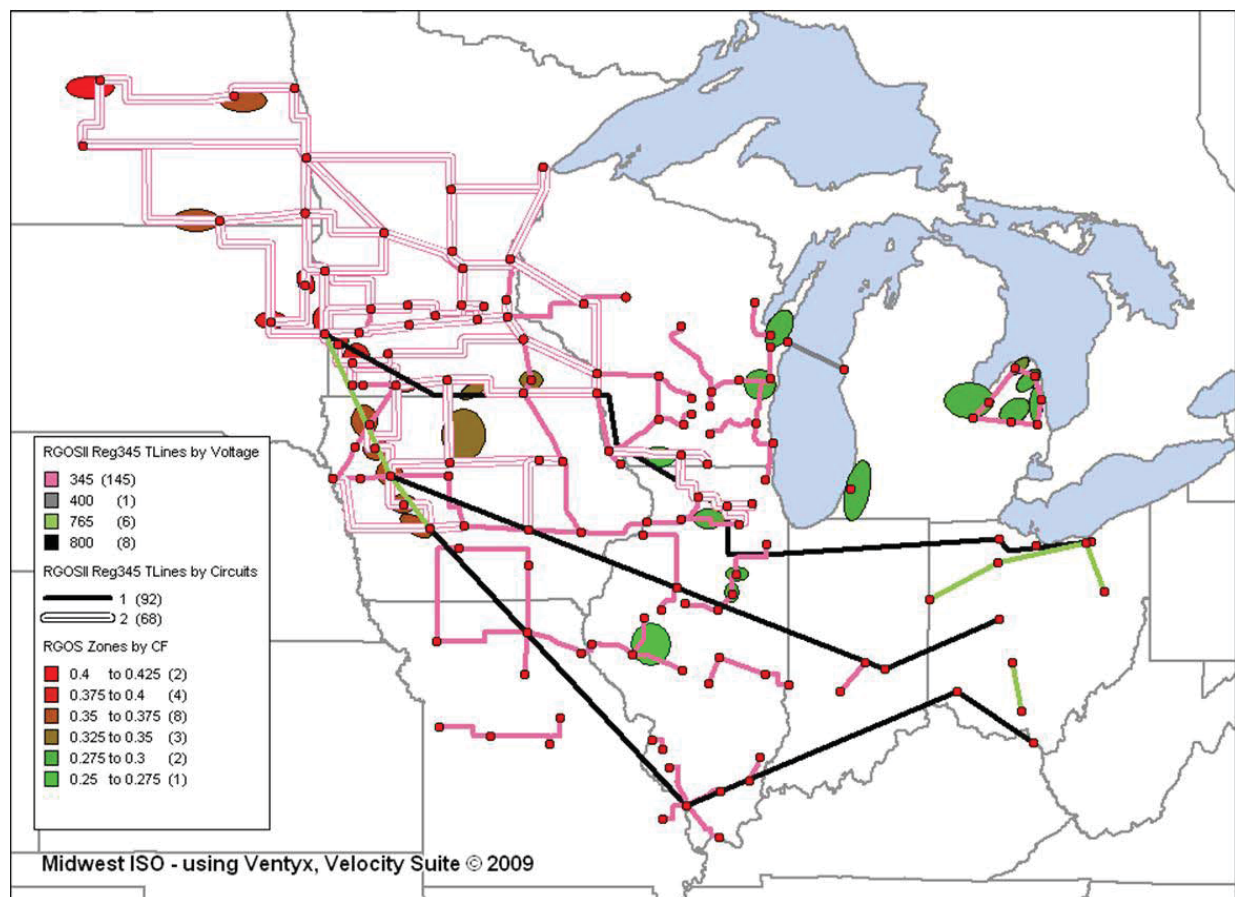 RGOSII Reg345 TLines by Voltage
345 (145)
400 (1)
765 (6)
800 (8)
RGOSII Reg345 TLines by Circuits
1 (92)
2 (68)
RGOS Zones by CF
0.4 to 0.425 (2)
0.375 to 0.4 (4)
0.35 to 0.375 (8)
0.325 to 0.35 (3)
0.275 to 0.3 (2)
0.25 to 0.275 (1)
Midwest ISO - using Ventyx, Velocity Suite © 2009